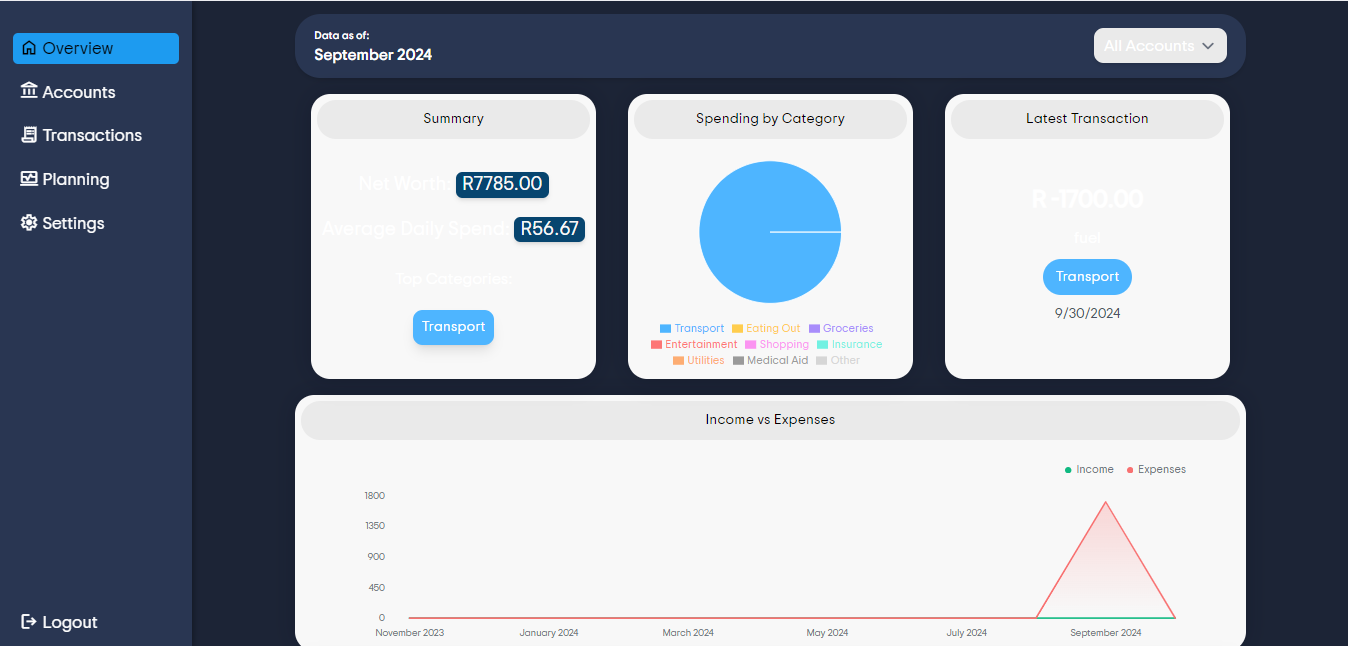 Overview
Accounts
Transactions
Planning
Settings
Logout
Data as of:
September 2024
All Accounts
Summary
Net Worth: R7785.00
Average Daily Spend: R56.67
Top Categories:
Transport
Spending by Category
Transport Eating Out Groceries
Entertainment Shopping Insurance
Utilities Medical Aid Other
Latest Transaction
R -1700.00
fuel
Transport
9/30/2024
Income vs Expenses
Income Expenses
1800
1350
900
450
0
November 2023 January 2024 March 2024 May 2024 July 2024 September 2024